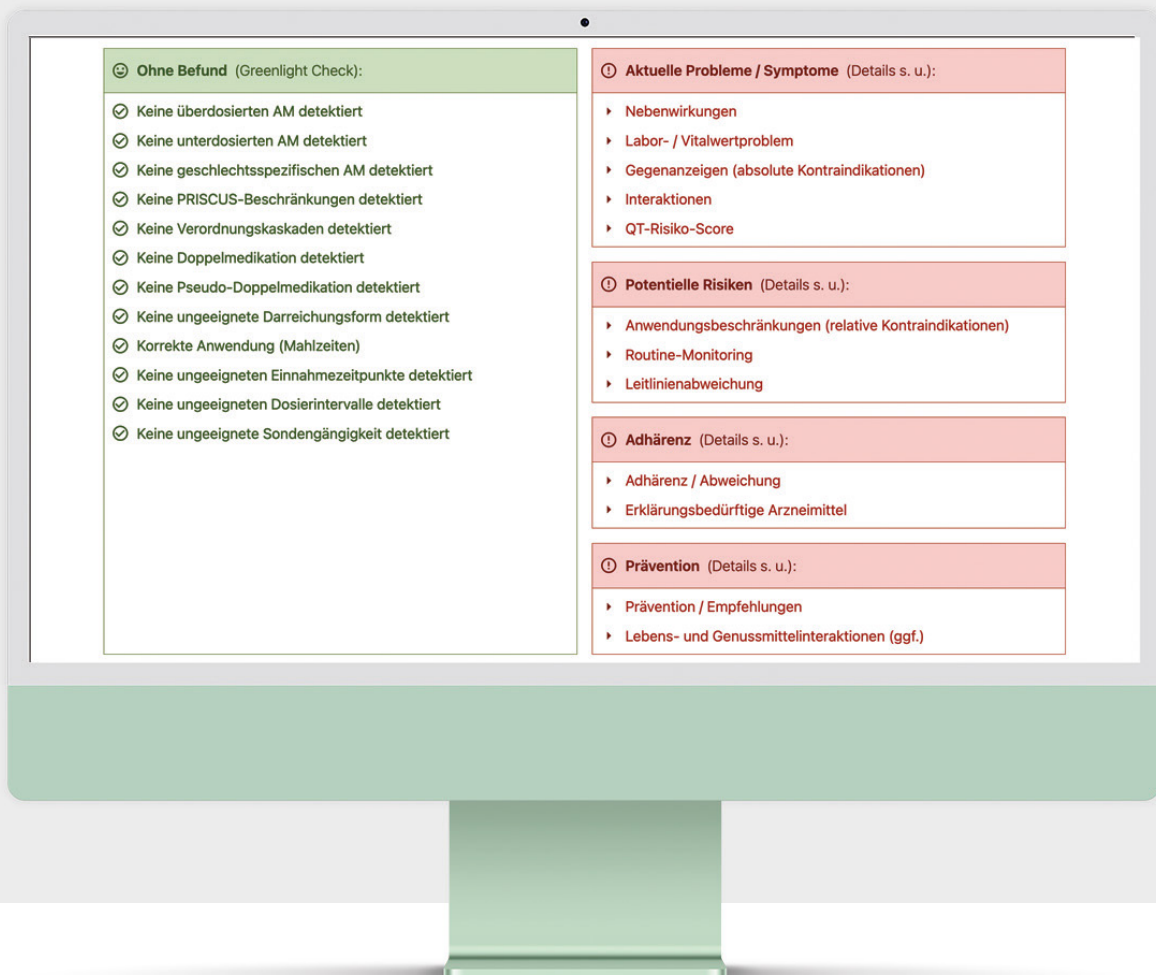 Ohne Befund (Greenlight Check):
Keine überdosierten AM detektiert
Keine unterdosierten AM detektiert
Keine geschlechtsspezifischen AM detektiert
Keine PRISCUS-Beschränkungen detektiert
Keine Verordnungskaskaden detektiert
Keine Doppelmedikation detektiert
Keine Pseudo-Doppelmedikation detektiert
Keine ungeeignete Darreichungsform detektiert
Korrekte Anwendung (Mahlzeiten)
Keine ungeeigneten Einnahmezeitpunkte detektiert
Keine ungeeigneten Dosierintervalle detektiert
Keine ungeeignete Sondengängigkeit detektiert
Aktuelle Probleme / Symptome (Details s. u.):
Nebenwirkungen
Labor- / Vitalwertproblem
Gegenanzeigen (absolute Kontraindikationen)
Interaktionen
QT-Risiko-Score
Potentielle Risiken (Details s. u.):
Anwendungsbeschränkungen (relative Kontraindikationen)
Routine-Monitoring
Leitlinienabweichung
Adhärenz (Details s. u.):
Adhärenz / Abweichung
Erklärungsbedürftige Arzneimittel
Prävention (Details s. u.):
Prävention / Empfehlungen
Lebens- und Genussmittelinteraktionen (ggf.)